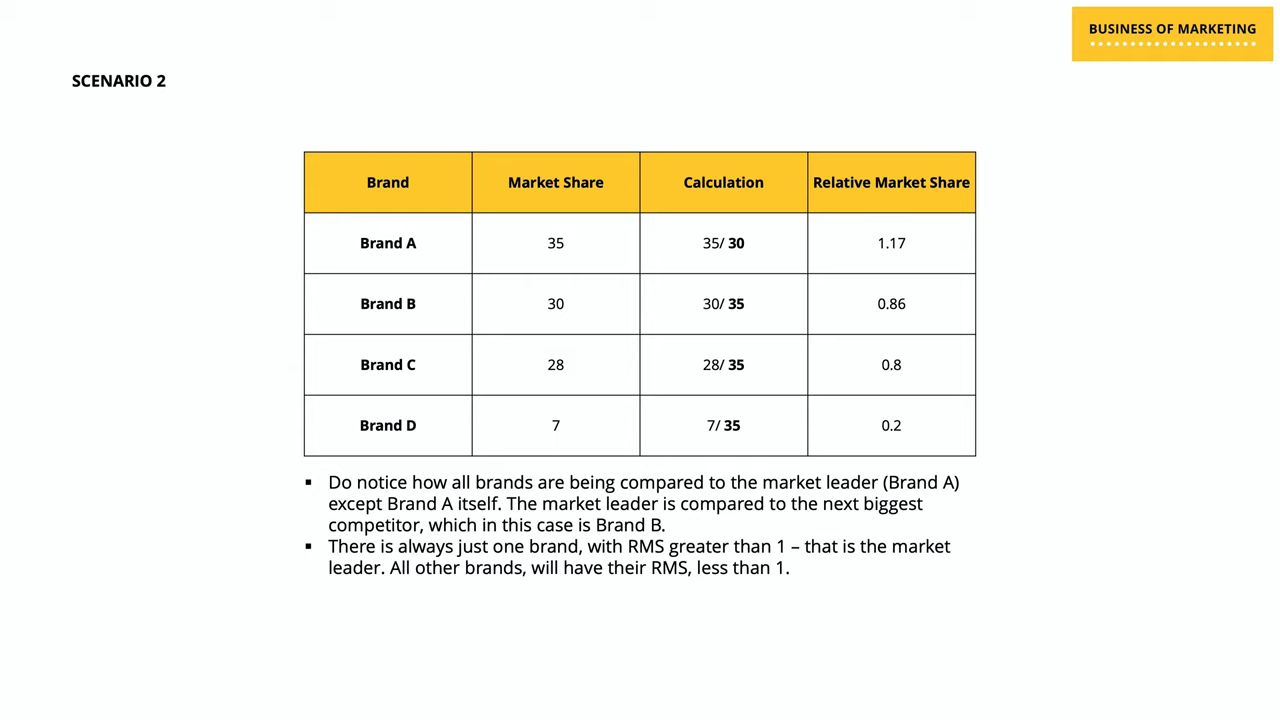 BUSINESS OF MARKETING
SCENARIO 2
Brand Market Share Calculation Relative Market Share
Brand A 35 35/ 30 1.17
Brand B 30 30/ 35 0.86
Brand C 28 28/ 35 0.8
Brand D 7 7/ 35 0.2
▪ Do notice how all brands are being compared to the market leader (Brand A)
except Brand A itself. The market leader is compared to the next biggest
competitor, which in this case is Brand B.
▪ There is always just one brand, with RMS greater than 1 – that is the market
leader. All other brands, will have their RMS, less than 1.